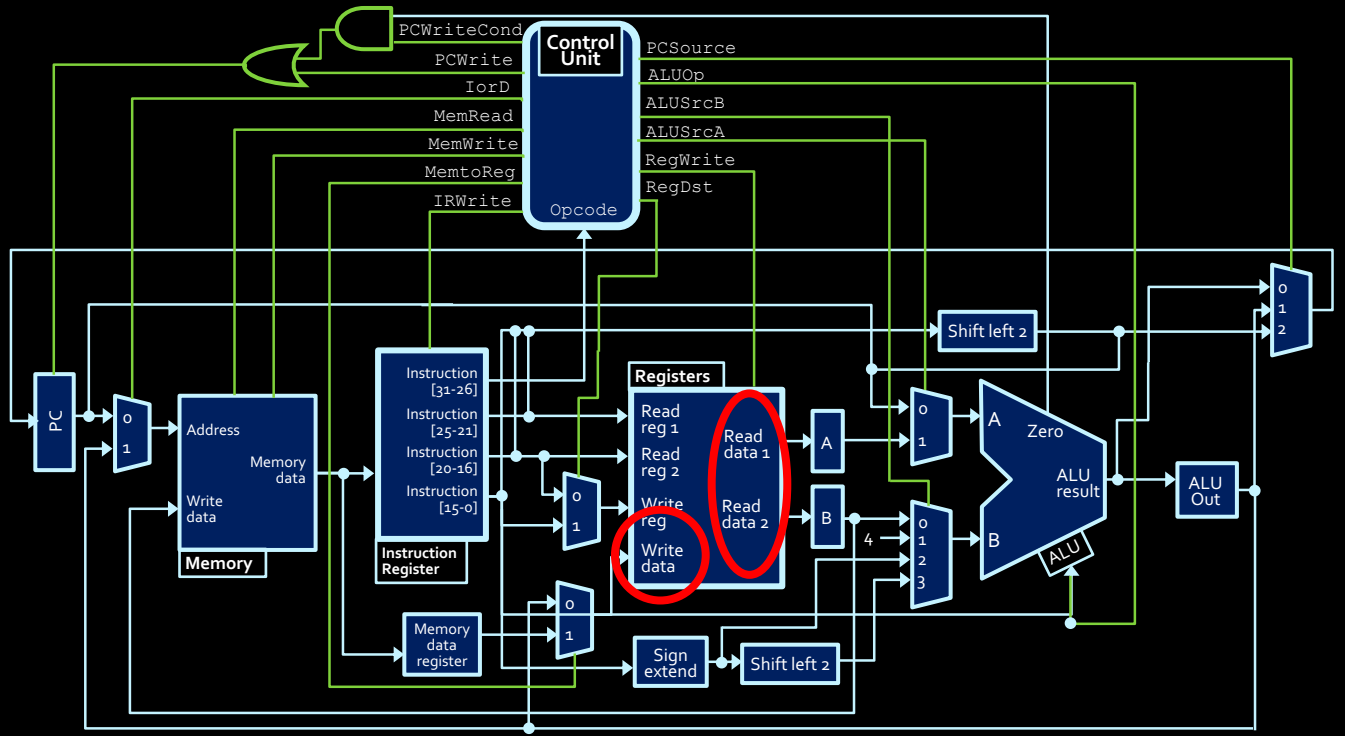 PCWriteCond
PCWrite
IorD
MemRead
MemWrite
MemtoReg
IRWrite
Control
Unit
Opcode
PCSource
ALUOp
ALUSrcB
ALUSrcA
RegWrite
RegDst
0
1
2
Shift left 2
PC
0
1
Address
Memory
data
Write
data
Memory
Instruction
[31-26]
Instruction
[25-21]
Instruction
[20-16]
Instruction
[15-0]
Instruction
Register
0
1
Registers
Read
reg 1
Read
reg 2
Write
reg
Write
data
Read
data 1
Read
data 2
A
B
0
1
4
0
1
2
3
A
B
Zero
ALU
result
ALU
ALU
Out
Memory
data
register
0
1
Sign
extend
Shift left 2